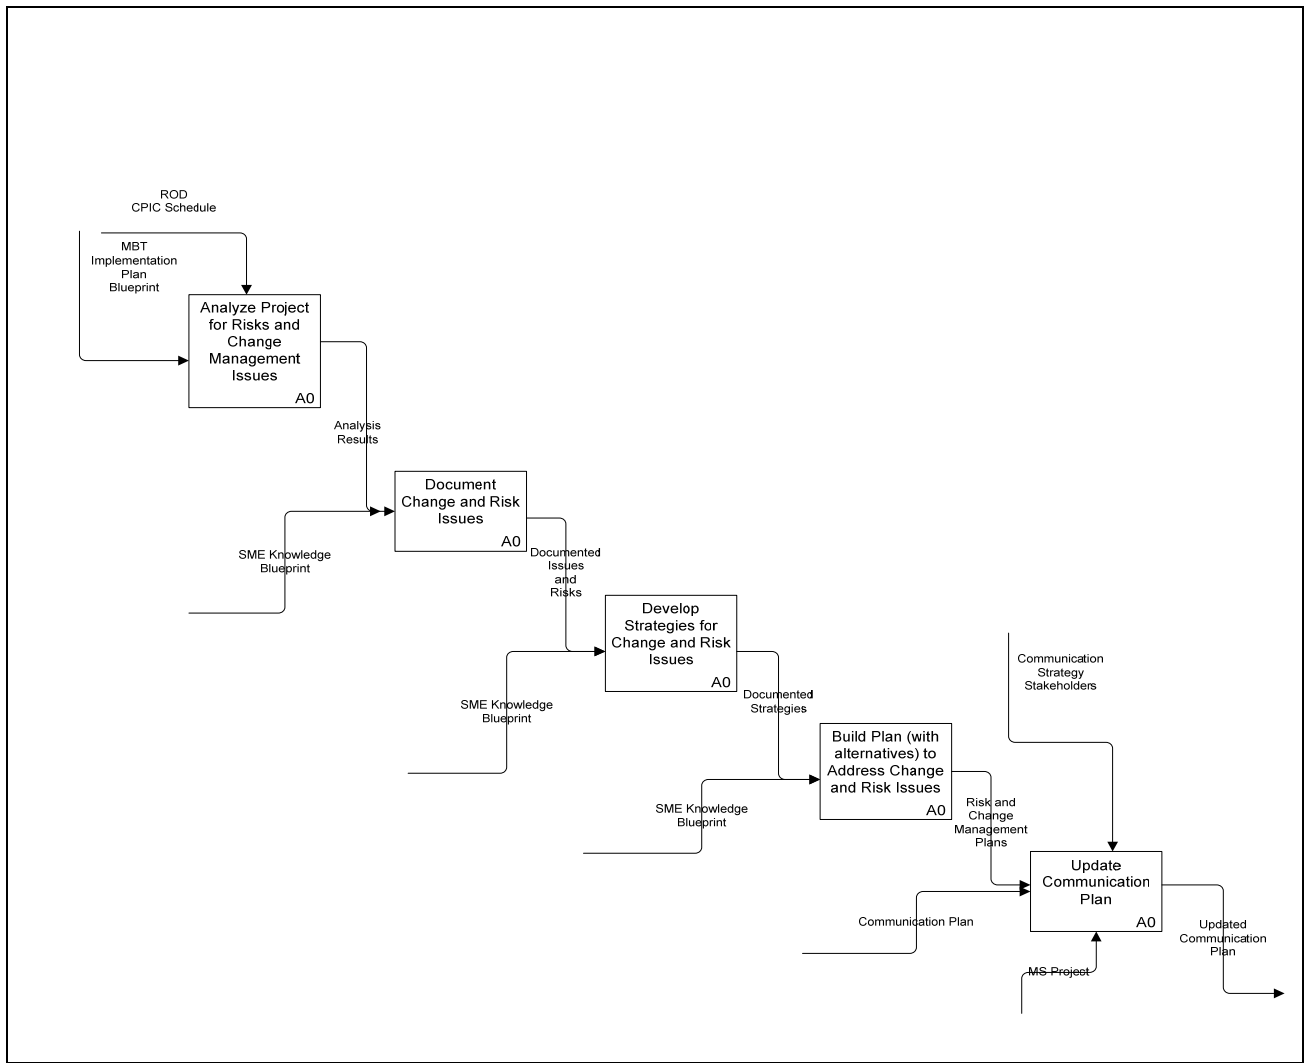 ROD
CPIC Schedule
MBT
Implementation
Plan
Blueprint
Analyze Project
for Risks and
Change
Management
Issues
A0
Analysis
Results
Document
Change and Risk
Issues
A0
SME Knowledge
Blueprint
Documented
Issues
and
Risks
Develop
Strategies for
Change and Risk
Issues
A0
SME Knowledge
Blueprint
Documented
Strategies
Communication
Strategy
Stakeholders
Build Plan (with
alternatives) to
Address Change
and Risk Issues
A0
SME Knowledge
Blueprint
Risk and
Change
Management
Plans
Update
Communication
Plan
A0
Communication Plan
MS Project
Updated
Communication
Plan